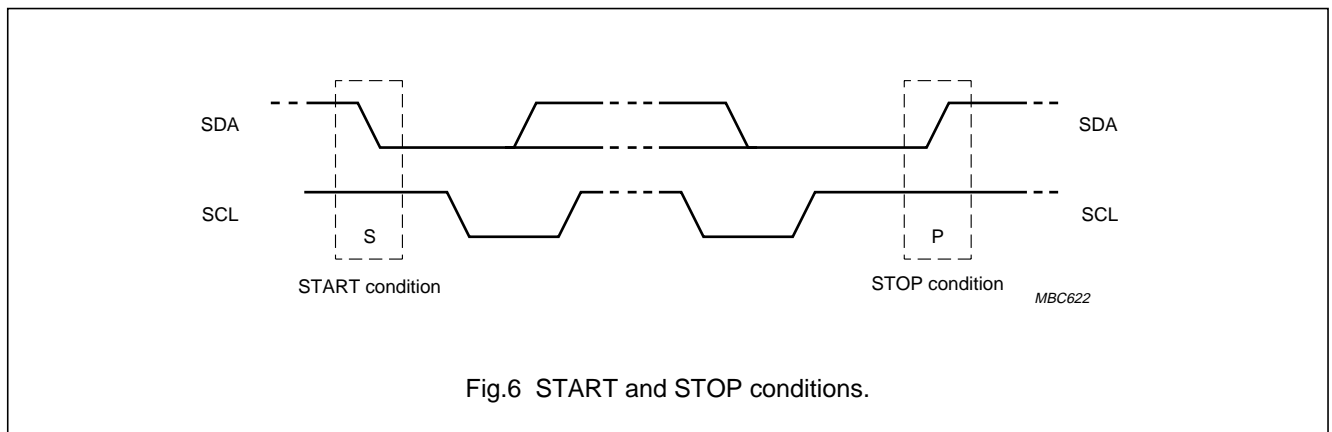 SDA
SDA
SCL
SCL
S
P
START condition
STOP condition
MBC622
Fig.6 START and STOP conditions.